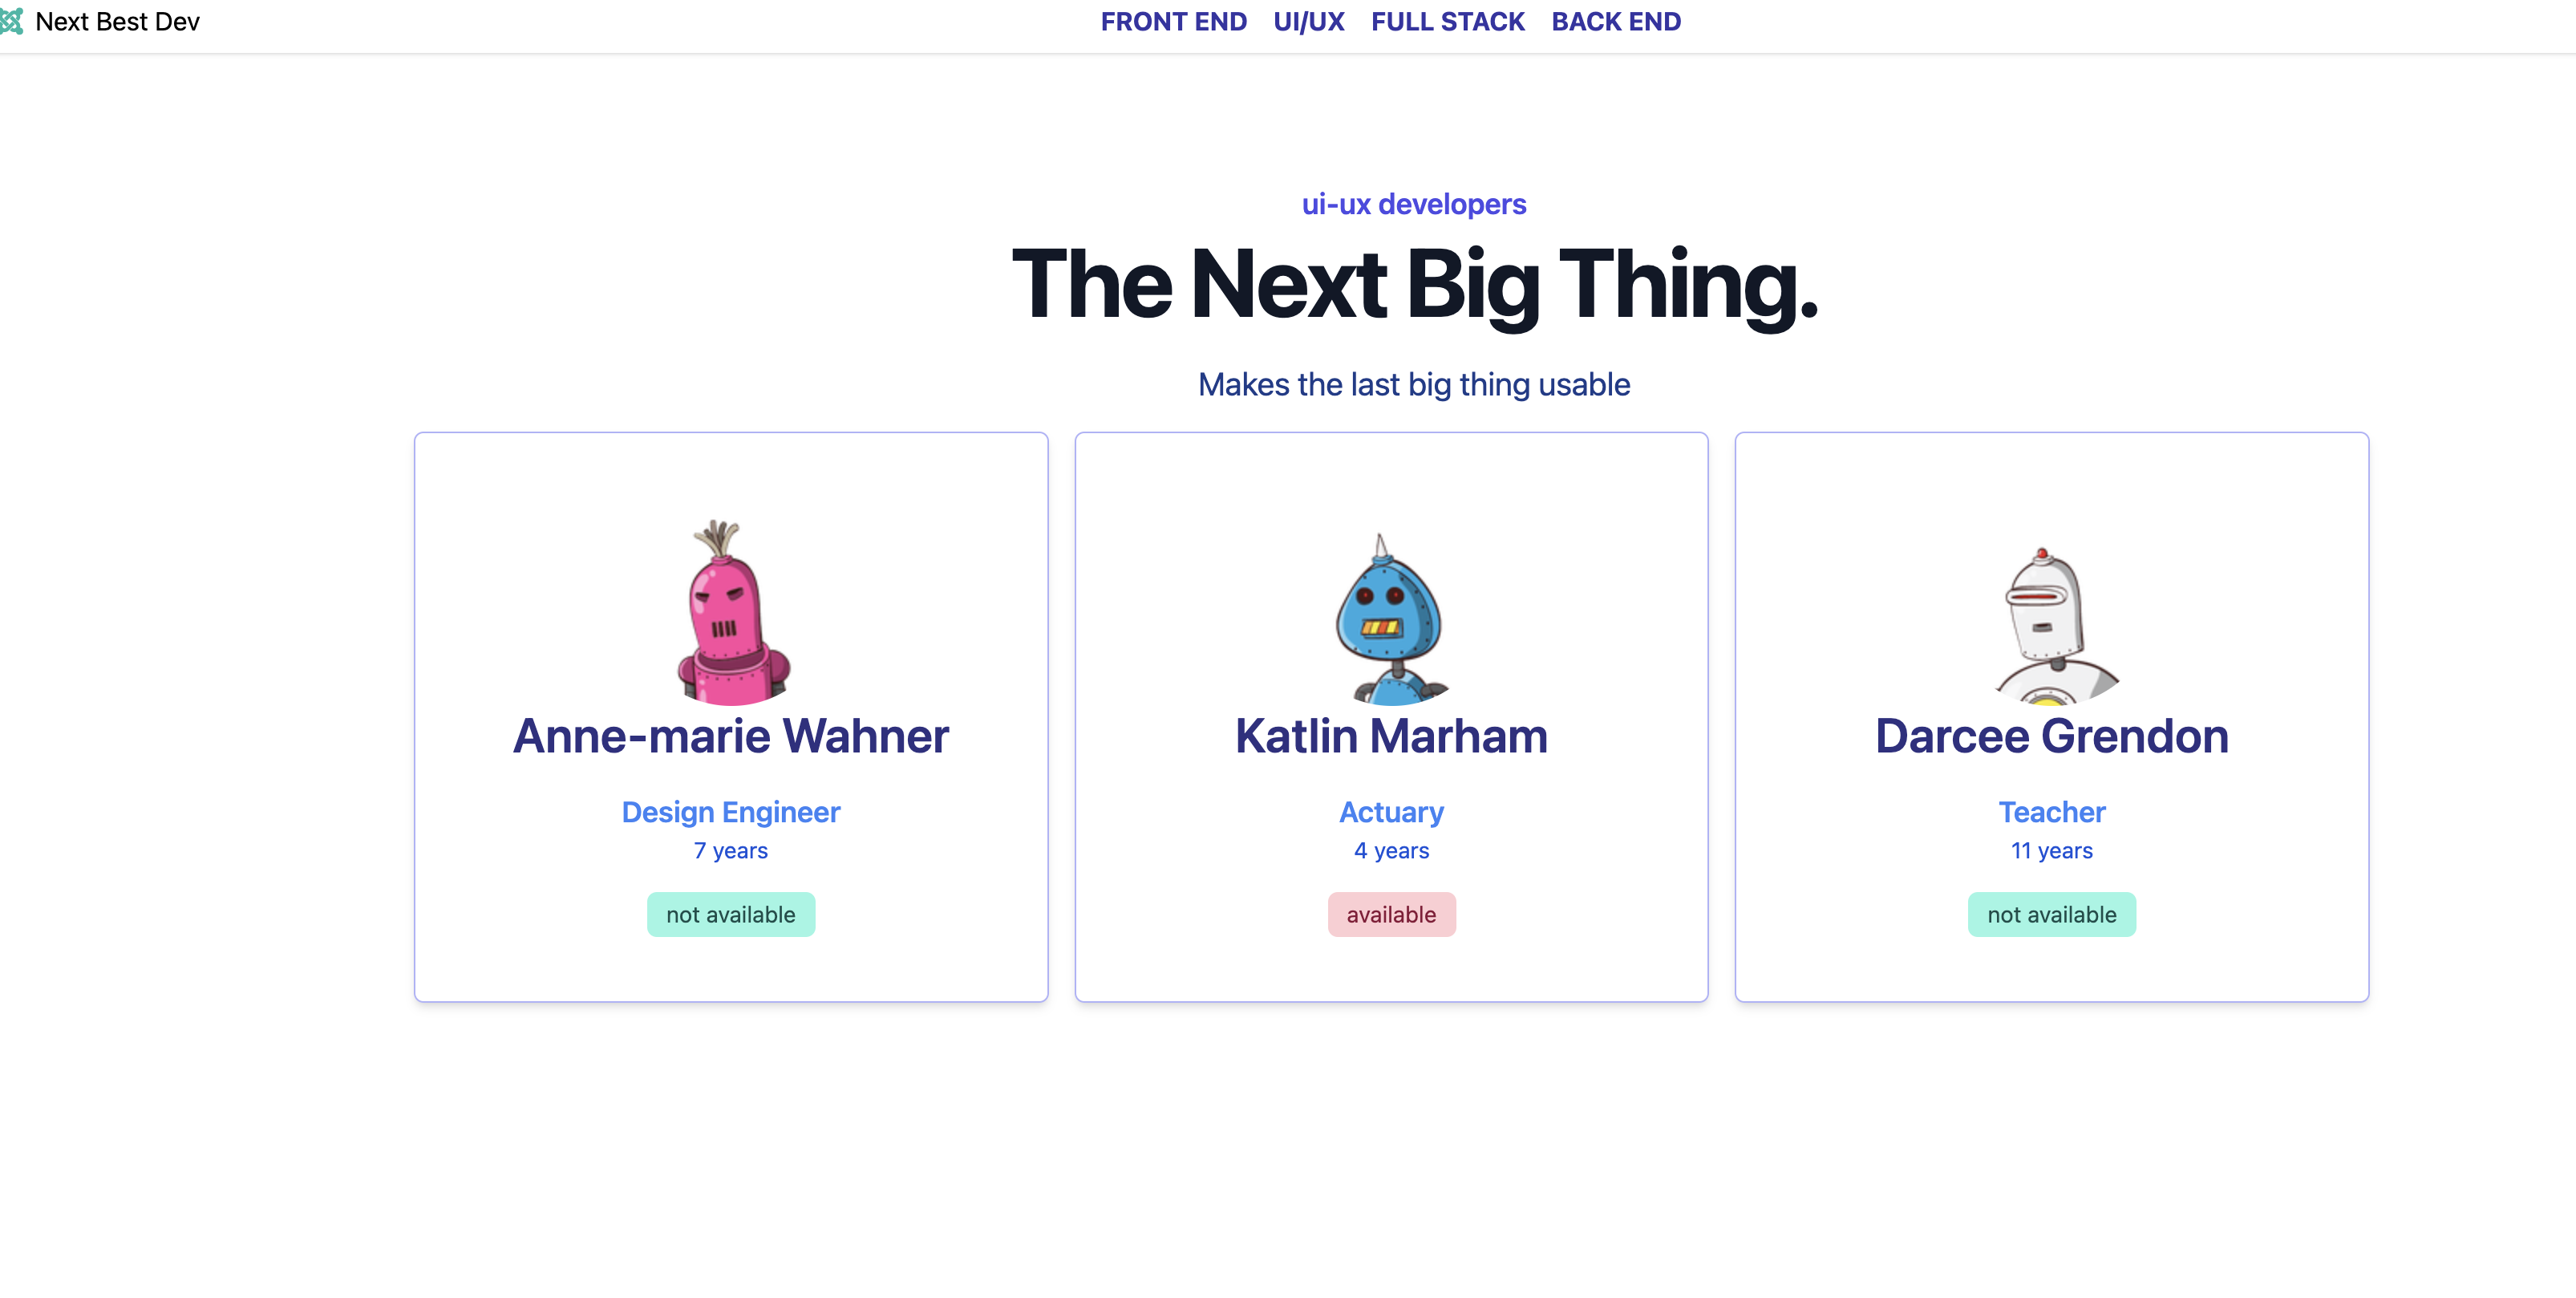 Next Best Dev
FRONT END UI/UX FULL STACK BACK END
ui-ux developers
The Next Big Thing.
Makes the last big thing usable
Anne-marie Wahner
Design Engineer
7 years
not available
Katlin Marham
Actuary
4 years
available
Darcee Grendon
Teacher
11 years
not available